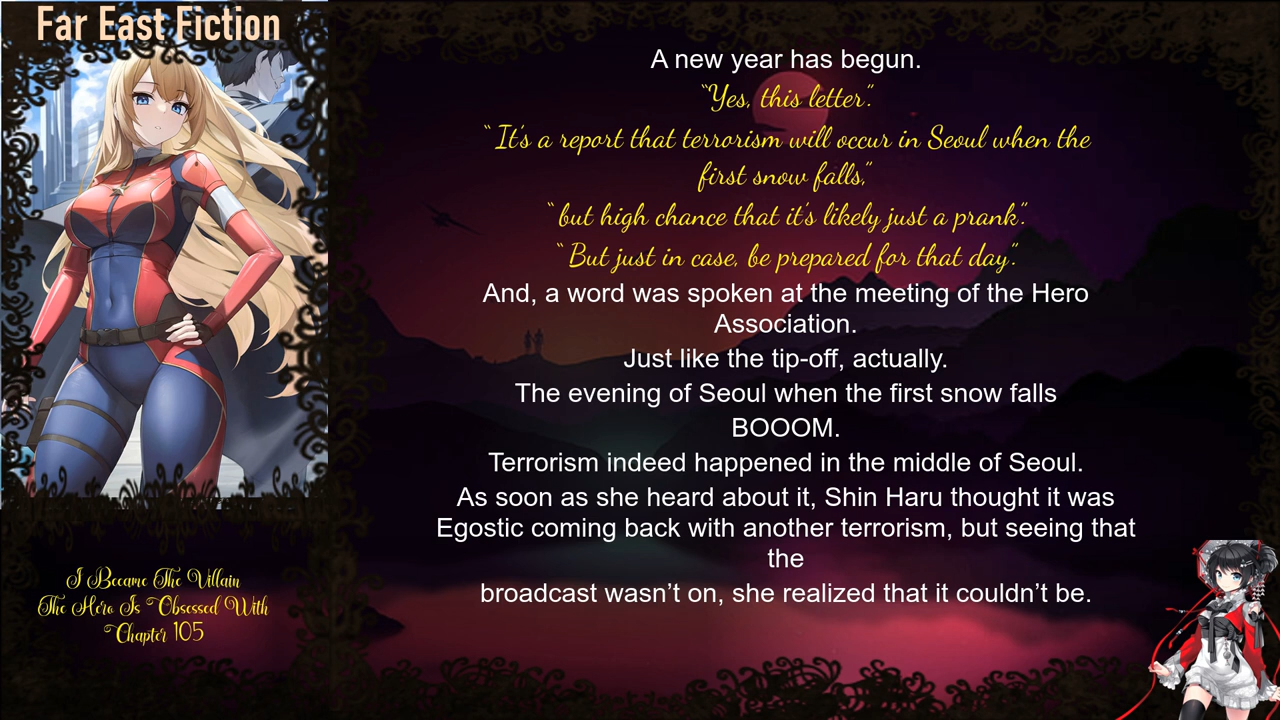 Far East Fiction
A new year has begun.
“Yes, this letter”.
“ It’s a report that terrorism will occur in Seoul when the
first snow falls,”
“ but high chance that it’s likely just a prank”.
“ But just in case, be prepared for that day”.
And, a word was spoken at the meeting of the Hero
Association.
Just like the tip-off, actually.
The evening of Seoul when the first snow falls
BOOOM.
Terrorism indeed happened in the middle of Seoul.
As soon as she heard about it, Shin Haru thought it was
Egostic coming back with another terrorism, but seeing that
the
broadcast wasn’t on, she realized that it couldn’t be.
I Became The Villain
The Hero Is Obsessed With
Chapter 105